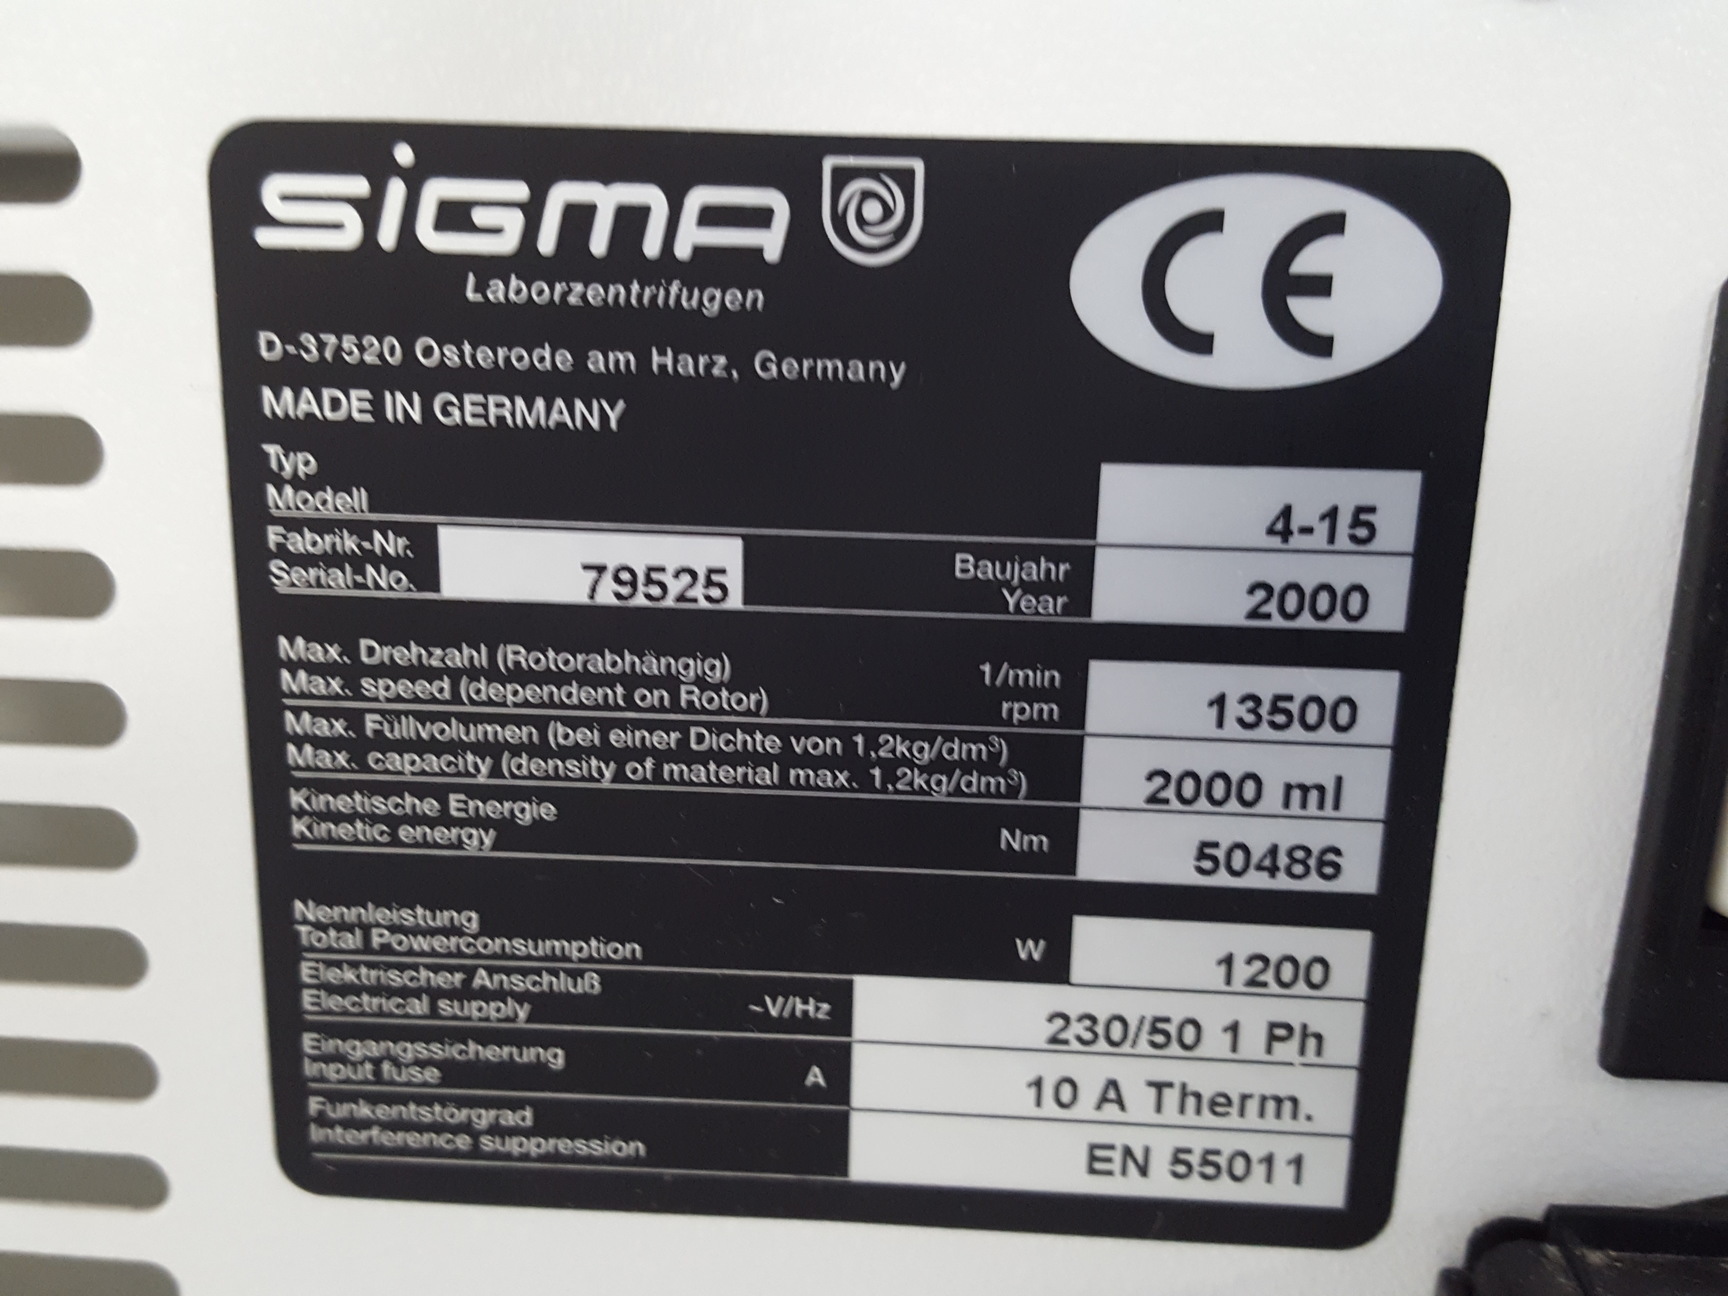 SIGMA
Laborzentrifugen
CE
D-37520 Osterode am Harz, Germany
MADE IN GERMANY
Typ
Modell 4-15
Fabrik-Nr.
Serial-No. 79525
Baujahr
Year 2000
Max. Drehzahl (Rotorabhängig) 1/min
Max. speed (dependent on Rotor) rpm 13500
Max. Füllvolumen (bei einer Dichte von 1,2kg/dm³)
Max. capacity (density of material max. 1,2kg/dm³) 2000 ml
Kinetische Energie
Kinetic energy Nm 50486
Nennleistung
Total Powerconsumption W 1200
Elektrischer Anschluß
Electrical supply ~V/Hz 230/50 1 Ph
Eingangssicherung
Input fuse A 10 A Therm.
Funkentstörgrad
Interference suppression EN 55011